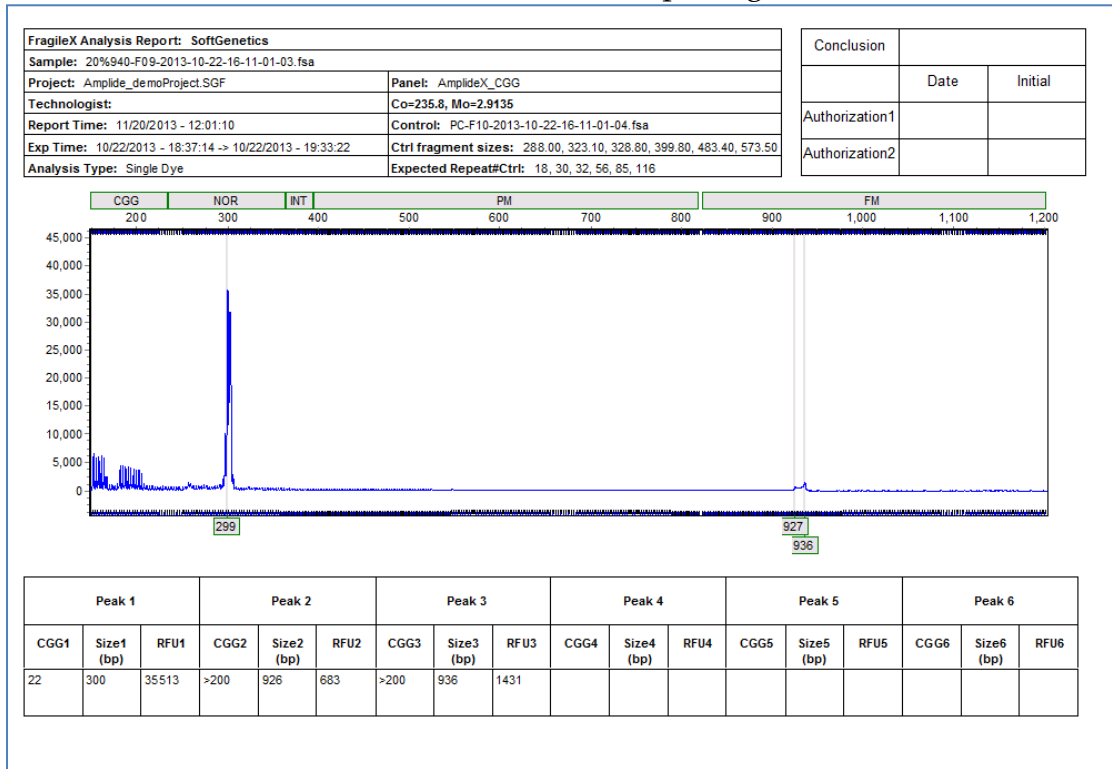 FragileX Analysis Report: SoftGenetics
Sample: 20%940-F09-2013-10-22-16-11-01-03.fsa
Project: Amplide_demoProject.SGF Panel: AmplideX_CGG
Technologist: Co=235.8, Mo=2.9135
Report Time: 11/20/2013 - 12:01:10 Control: PC-F10-2013-10-22-16-11-01-04.fsa
Exp Time: 10/22/2013 - 18:37:14 -> 10/22/2013 - 19:33:22 Ctrl fragment sizes: 288.00, 323.10, 328.80, 399.80, 483.40, 573.50
Analysis Type: Single Dye Expected Repeat#Ctrl: 18, 30, 32, 56, 85, 116
Conclusion
Date Initial
Authorization1
Authorization2
CGG NOR INT PM FM
200 300 400 500 600 700 800 900 1,000 1,100 1,200
45,000
40,000
35,000
30,000
25,000
20,000
15,000
10,000
5,000
0
299 927
936
Peak 1 Peak 2 Peak 3 Peak 4 Peak 5 Peak 6
CGG1 Size1 (bp) RFU1 CGG2 Size2 (bp) RFU2 CGG3 Size3 (bp) RFU3 CGG4 Size4 (bp) RFU4 CGG5 Size5 (bp) RFU5 CGG6 Size6 (bp) RFU6
22 300 35513 >200 926 683 >200 936 1431